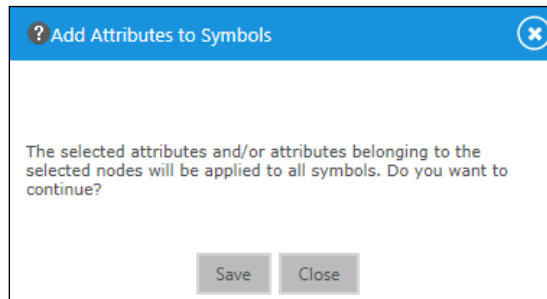 Add Attributes to Symbols
The selected attributes and/or attributes belonging to the
selected nodes will be applied to all symbols. Do you want to
continue?
Save Close